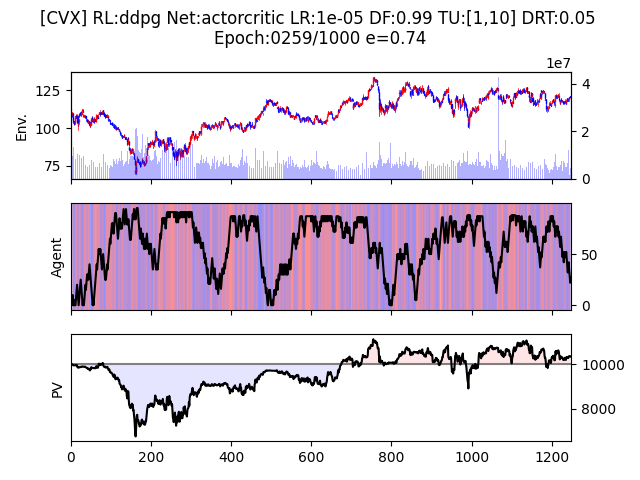 [CVX] RL:ddpg Net:actorcritic LR:1e-05 DF:0.99 TU:[1,10] DRT:0.05
Epoch:0259/1000 e=0.74
1e7
Env.
125
100
75
4
2
0
Agent
50
0
PV
10000
8000
0 200 400 600 800 1000 1200